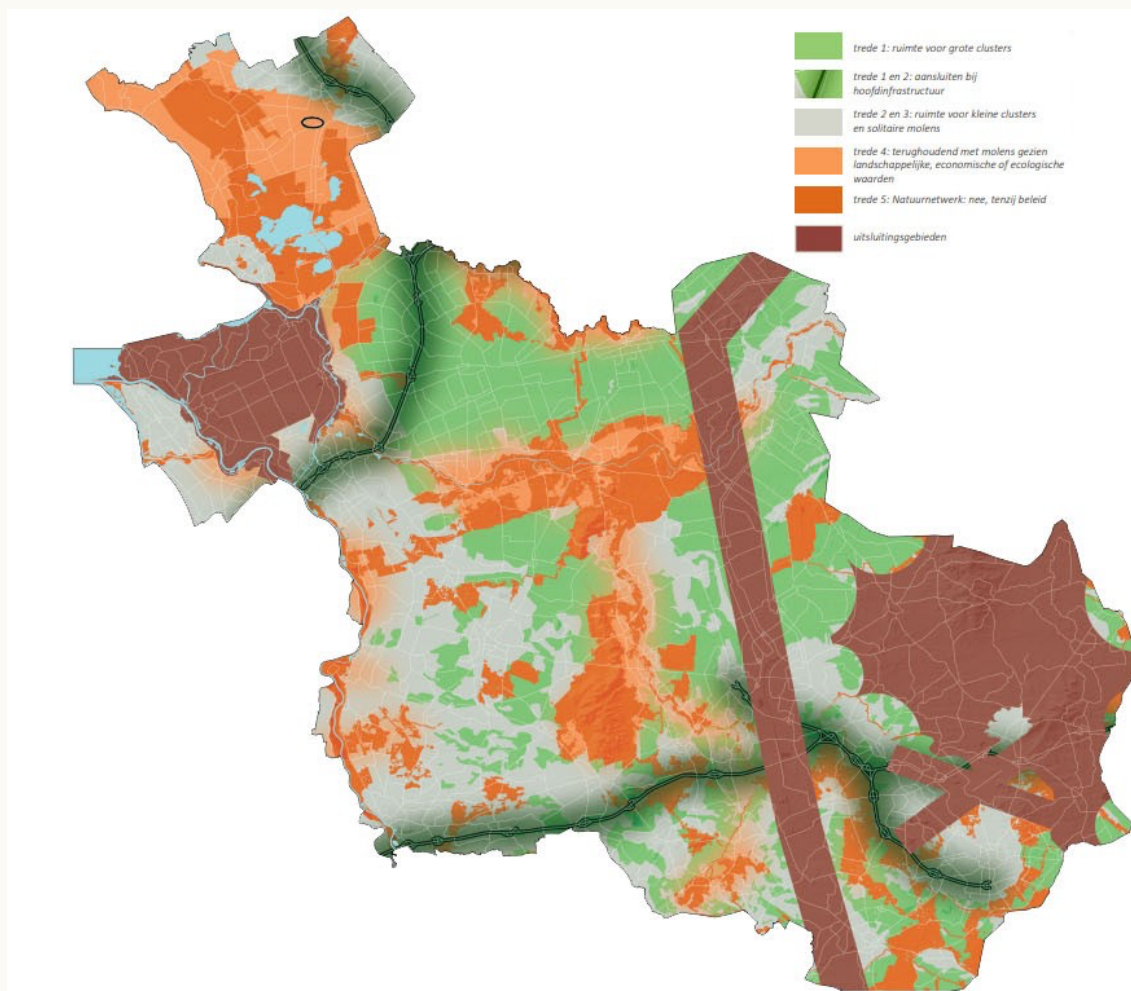 trede 1: ruimte voor grote clusters
trede 1 en 2: aansluiten bij
hoofdinfrastructuur
trede 2 en 3: ruimte voor kleine clusters
en solitaire molens
trede 4: terughoudend met molens gezien
landschappelijke, economische of ecologische
waarden
trede 5: Natuurnetwerk: nee, tenzij beleid
uitsluitingsgebieden